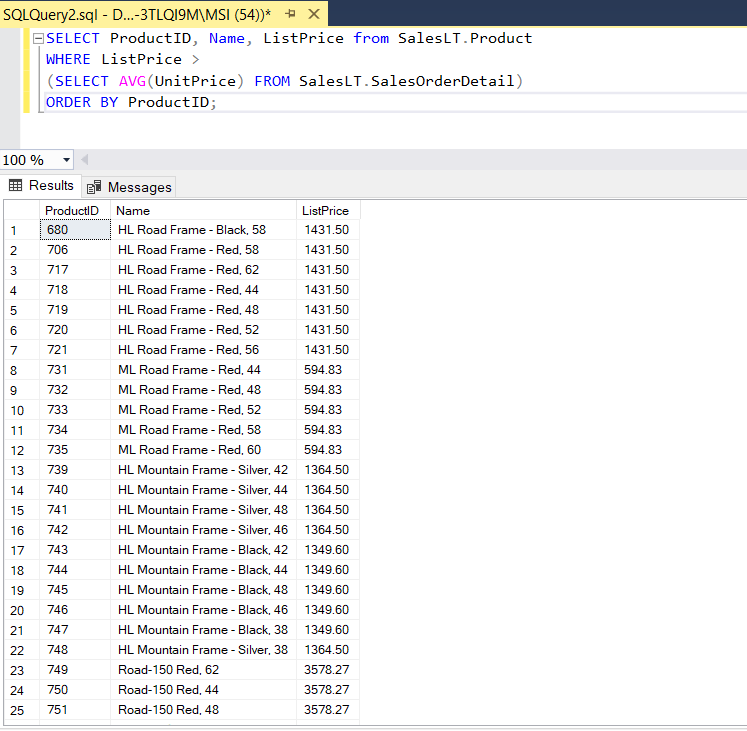 SQLQuery2.sql - D...-3TLQI9M\MSI (54))*
SELECT ProductID, Name, ListPrice from SalesLT.Product
WHERE ListPrice >
(SELECT AVG(UnitPrice) FROM SalesLT.SalesOrderDetail)
ORDER BY ProductID;
100 %
Results Messages
ProductID Name ListPrice
1 680 HL Road Frame - Black, 58 1431.50
2 706 HL Road Frame - Red, 58 1431.50
3 717 HL Road Frame - Red, 62 1431.50
4 718 HL Road Frame - Red, 44 1431.50
5 719 HL Road Frame - Red, 48 1431.50
6 720 HL Road Frame - Red, 52 1431.50
7 721 HL Road Frame - Red, 56 1431.50
8 731 ML Road Frame - Red, 44 594.83
9 732 ML Road Frame - Red, 48 594.83
10 733 ML Road Frame - Red, 52 594.83
11 734 ML Road Frame - Red, 58 594.83
12 735 ML Road Frame - Red, 60 594.83
13 739 HL Mountain Frame - Silver, 42 1364.50
14 740 HL Mountain Frame - Silver, 44 1364.50
15 741 HL Mountain Frame - Silver, 48 1364.50
16 742 HL Mountain Frame - Silver, 46 1364.50
17 743 HL Mountain Frame - Black, 42 1349.60
18 744 HL Mountain Frame - Black, 44 1349.60
19 745 HL Mountain Frame - Black, 48 1349.60
20 746 HL Mountain Frame - Black, 46 1349.60
21 747 HL Mountain Frame - Black, 38 1349.60
22 748 HL Mountain Frame - Silver, 38 1364.50
23 749 Road-150 Red, 62 3578.27
24 750 Road-150 Red, 44 3578.27
25 751 Road-150 Red, 48 3578.27